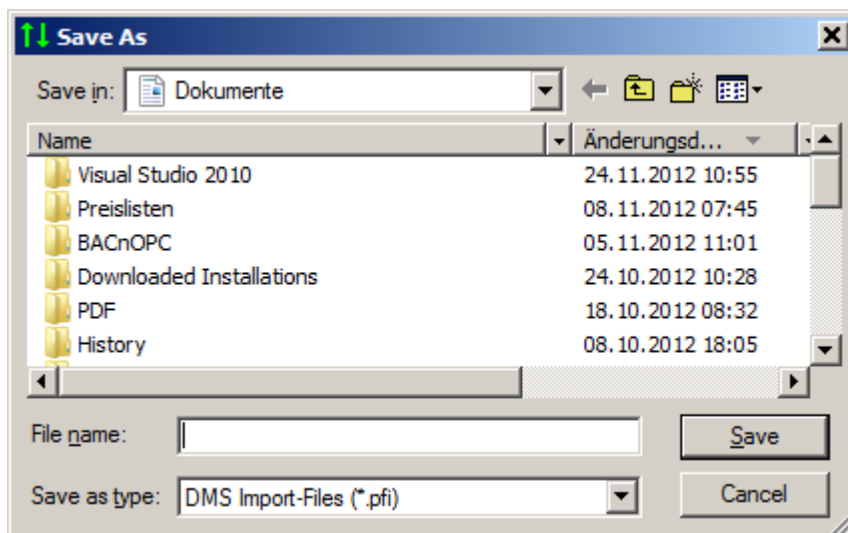 Save As
Save in: Dokumente
Name Änderungsd...
Visual Studio 2010 24.11.2012 10:55
Preislisten 08.11.2012 07:45
BACnOPC 05.11.2012 11:01
Downloaded Installations 24.10.2012 10:28
PDF 18.10.2012 08:32
History 08.10.2012 18:05
File name: Save
Save as type: DMS Import-Files (*.pfi) Cancel